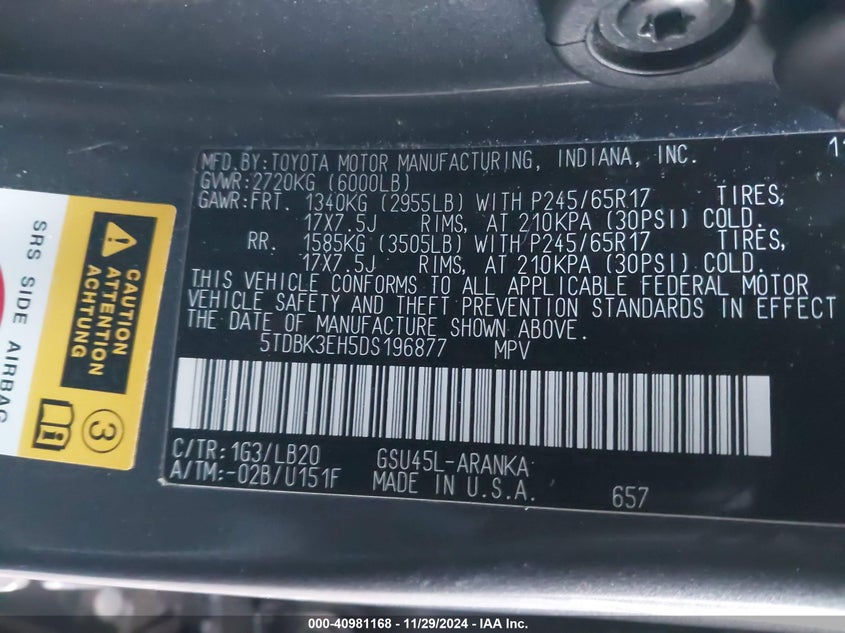 MFD.BY:TOYOTA MOTOR MANUFACTURING, INDIANA, INC. 11
GVWR:2720KG (6000LB)
GAWR:FRT. 1340KG (2955LB) WITH P245/65R17 TIRES,
17X7.5J RIMS, AT 210KPA (30PSI) COLD.
RR. 1585KG (3505LB) WITH P245/65R17 TIRES,
17X7.5J RIMS, AT 210KPA (30PSI) COLD.
THIS VEHICLE CONFORMS TO ALL APPLICABLE FEDERAL MOTOR
VEHICLE SAFETY AND THEFT PREVENTION STANDARDS IN EFFECT
THE DATE OF MANUFACTURE SHOWN ABOVE.
5TDBK3EH5DS196877 MPV
C/TR:1G3/LB20 GSU45L-ARANKA
A/TM:-02B/U151F MADE IN U.S.A. 657
CAUTION
ATTENTION
ACHTUNG
3
SRS SIDE AIRBAG
000-40981168 - 11/29/2024 - IAA Inc.